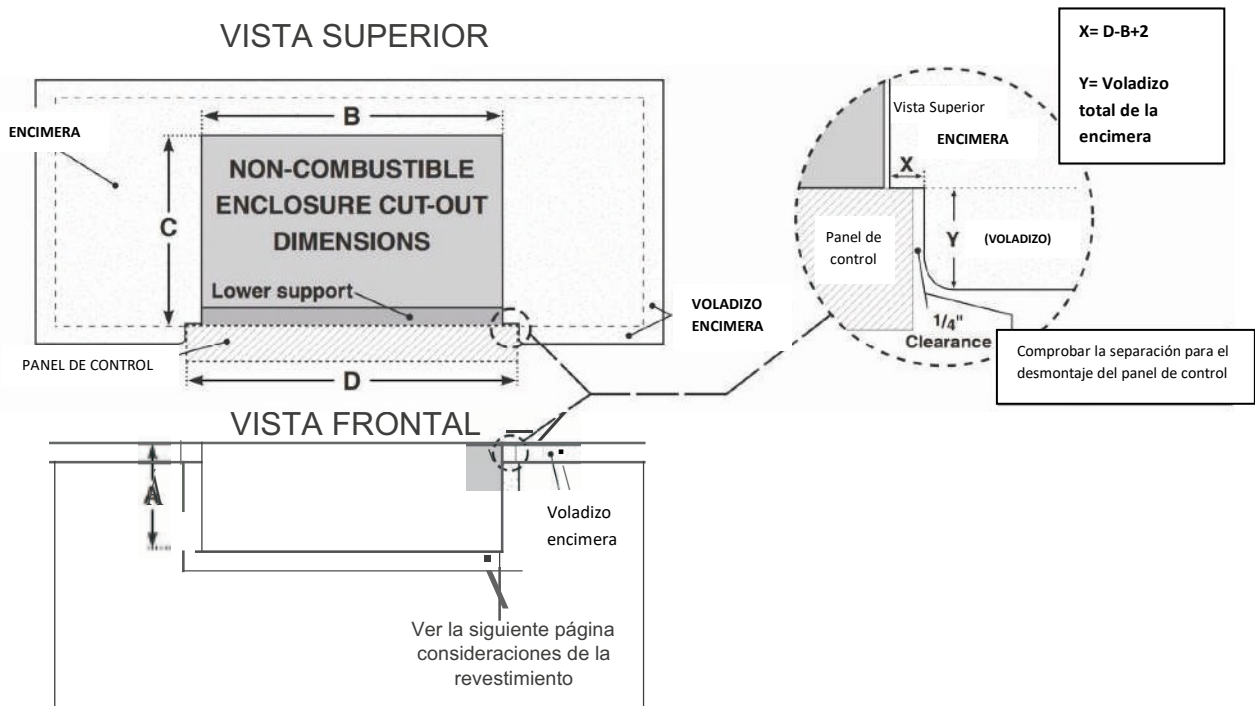 VISTA SUPERIOR
X= D-B+2
Y= Voladizo
total de la
encimera
ENCIMERA
B
NON-COMBUSTIBLE
ENCLOSURE CUT-OUT
DIMENSIONS
C
Lower support
PANEL DE CONTROL
D
VOLADIZO
ENCIMERA
Vista Superior
ENCIMERA
X
Panel de
control
Y
(VOLADIZO)
1/4"
Clearance
Comprobar la separación para el
desmontaje del panel de control
VISTA FRONTAL
A
Voladizo
encimera
Ver la siguiente página
consideraciones de la
revestimiento